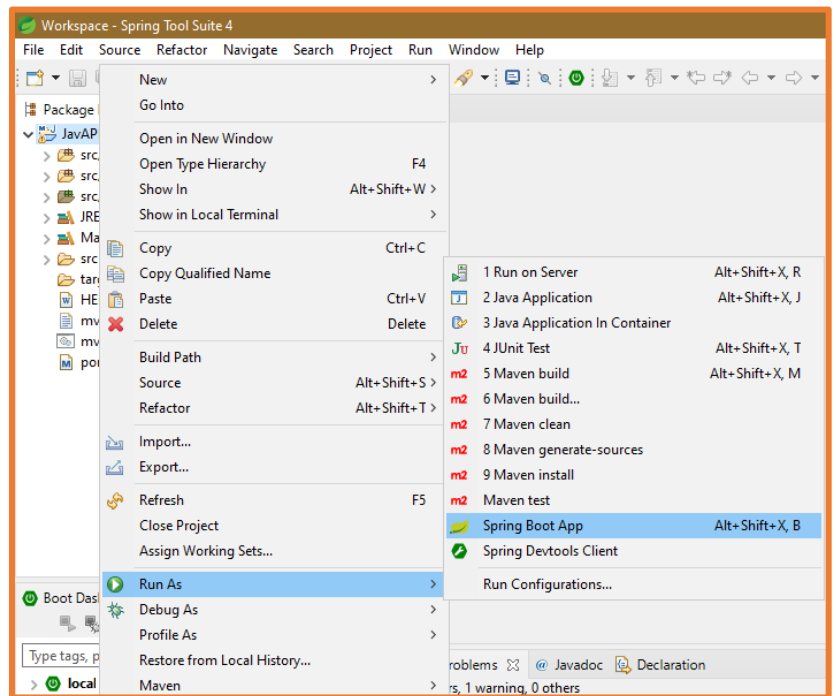 Workspace - Spring Tool Suite 4
File Edit Source Refactor Navigate Search Project Run Window Help
Package
JavAP
src
src
src
JRE
Ma
src
HE
mv
mv
New
Go Into
Open in New Window
Open Type Hierarchy F4
Show In Alt+Shift+W >
Show in Local Terminal
Copy Ctrl+C
Copy Qualified Name
Paste Ctrl+V
Delete Delete
Build Path
Source Alt+Shift+S >
Refactor Alt+Shift+T >
Import...
Export...
Refresh F5
Close Project
Assign Working Sets...
Run As
Debug As
Profile As
Restore from Local History...
Maven
1 Run on Server Alt+Shift+X, R
2 Java Application Alt+Shift+X, J
3 Java Application In Container
4 JUnit Test Alt+Shift+X, T
5 Maven build Alt+Shift+X, M
6 Maven build...
7 Maven clean
8 Maven generate-sources
9 Maven install
Maven test
Spring Boot App Alt+Shift+X, B
Spring Devtools Client
Run Configurations...
Boot Das
Type tags, p
local
roblems @ Javadoc Declaration
rs, 1 warning, 0 others